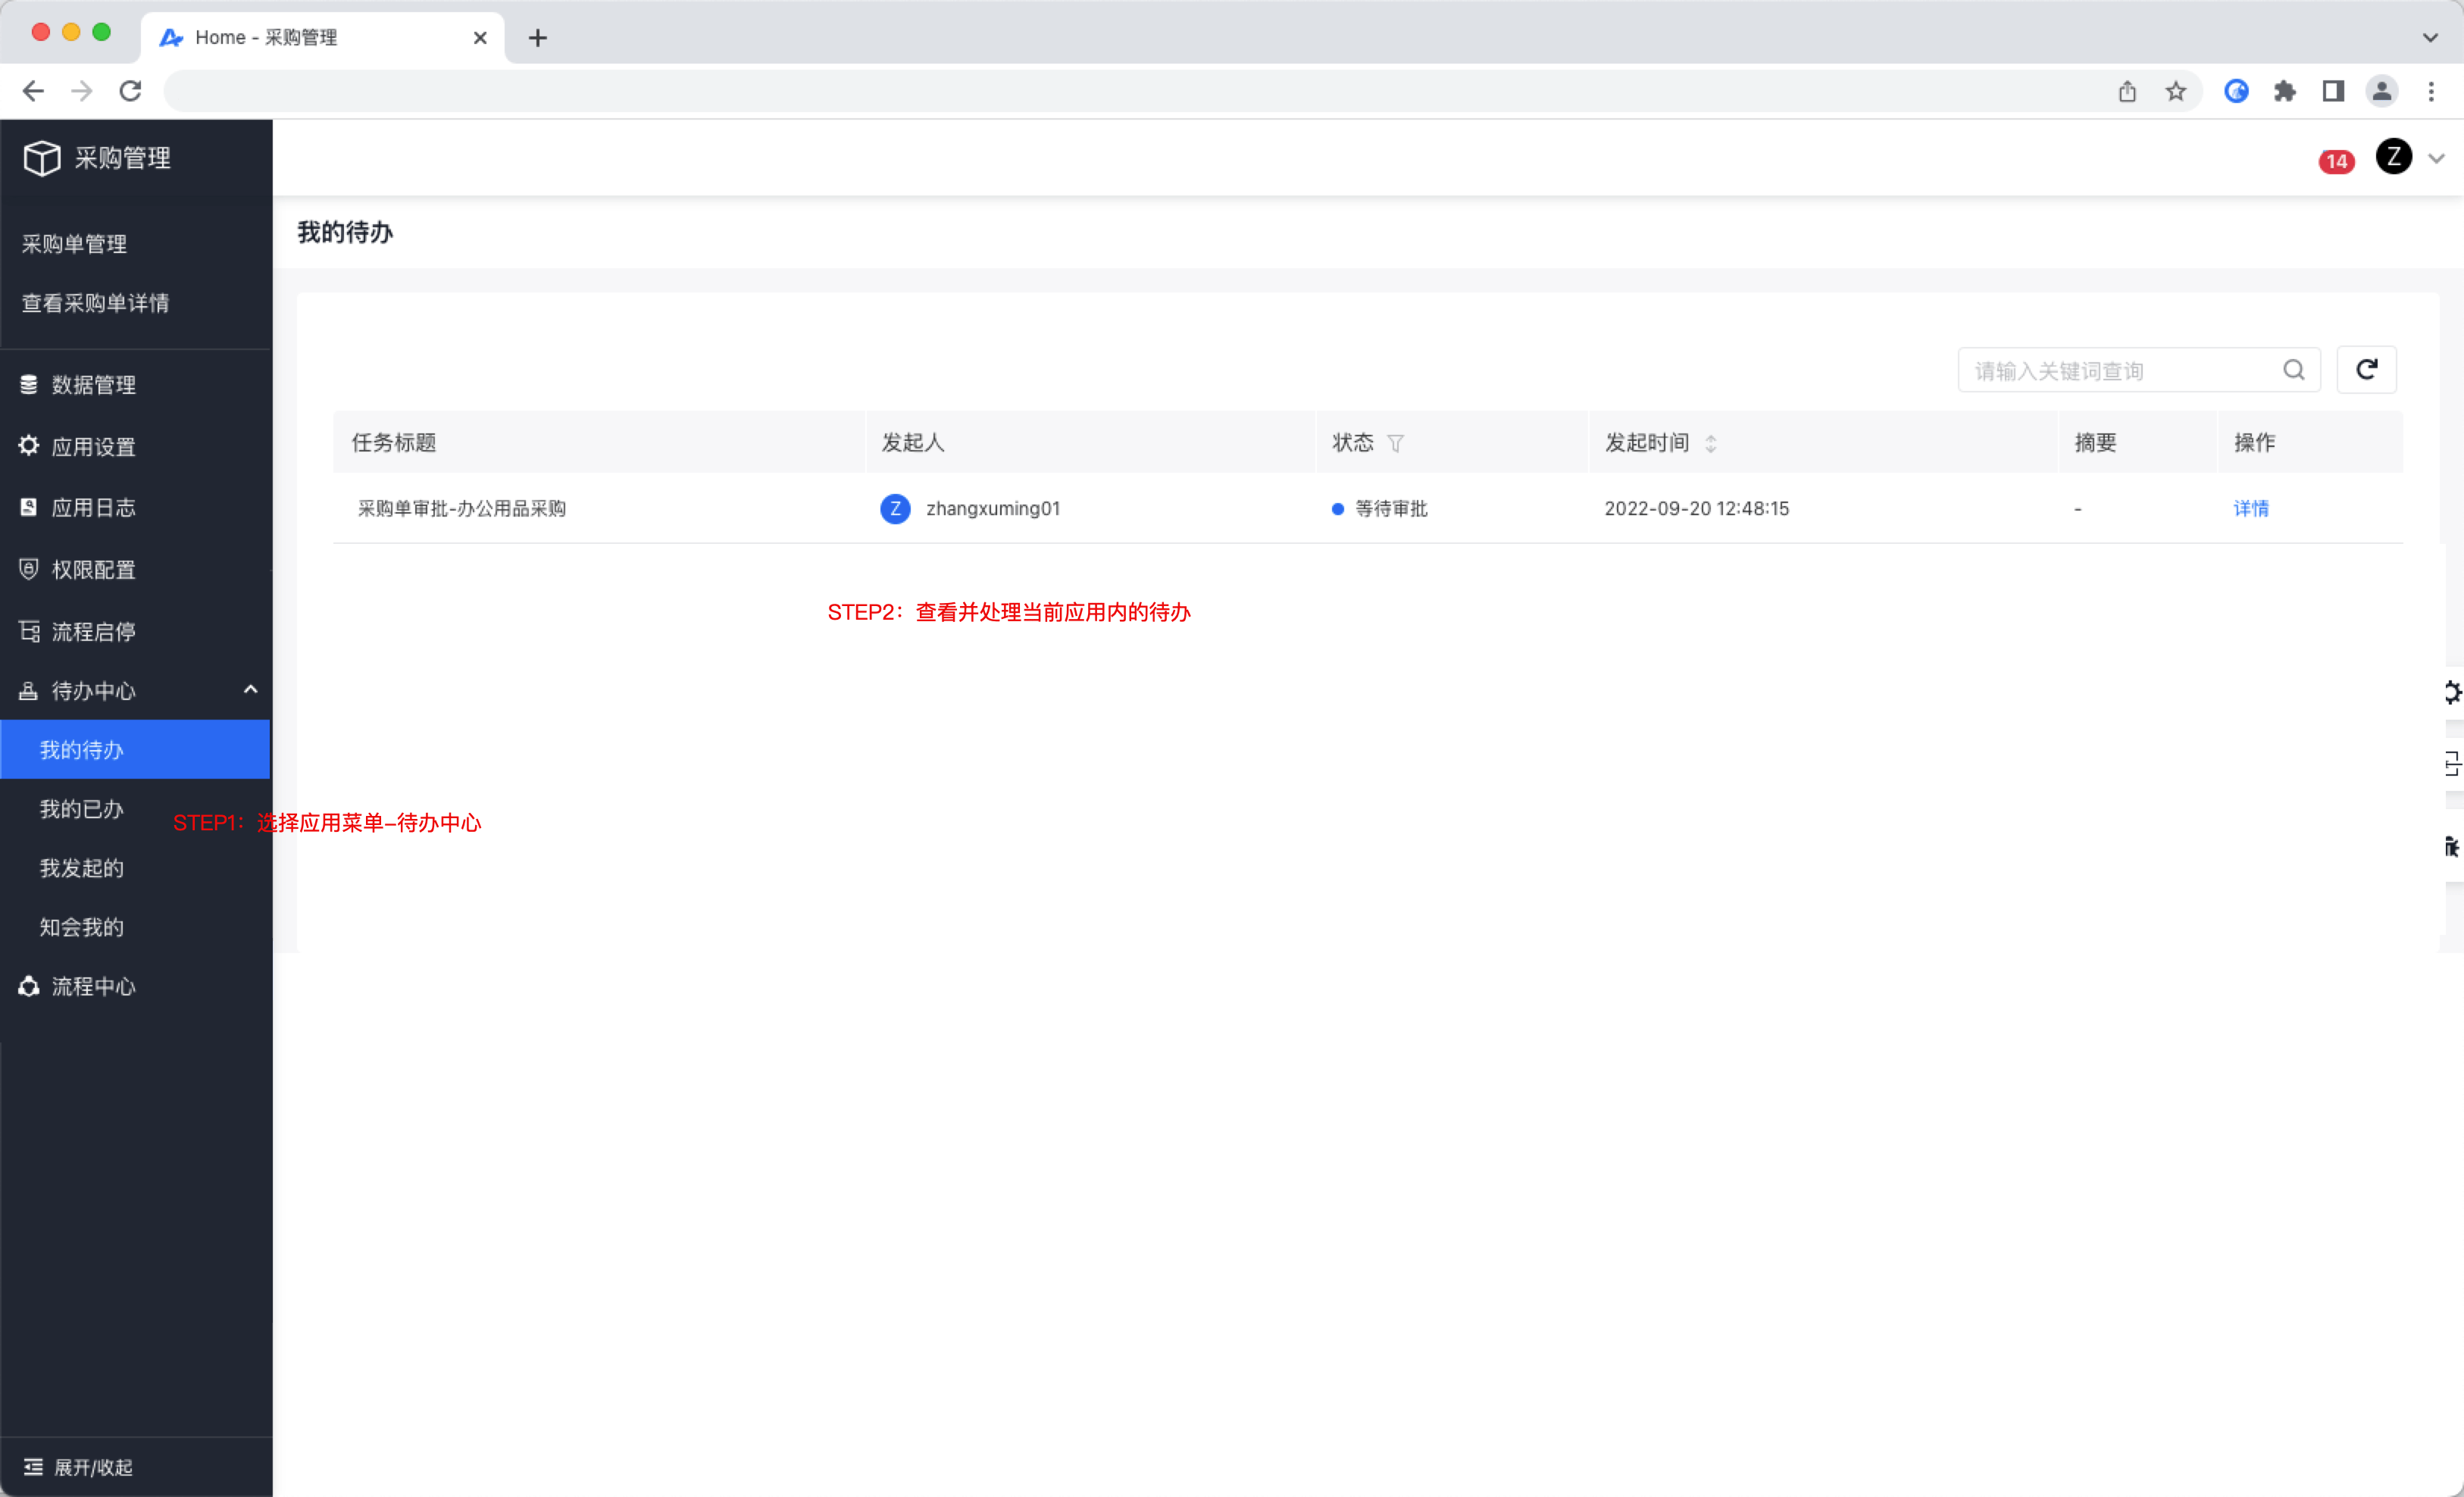 Home - 采购管理
采购管理
14
Z
采购单管理
查看采购单详情
数据管理
应用设置
应用日志
权限配置
流程启停
待办中心
我的待办
我的已办
我发起的
知会我的
流程中心
展开/收起
我的待办
请输入关键词查询
任务标题 发起人 状态 发起时间 摘要 操作
采购单审批-办公用品采购 Z zhangxuming01 等待审批 2022-09-20 12:48:15 - 详情
STEP2：查看并处理当前应用内的待办
STEP1：选择应用菜单–待办中心